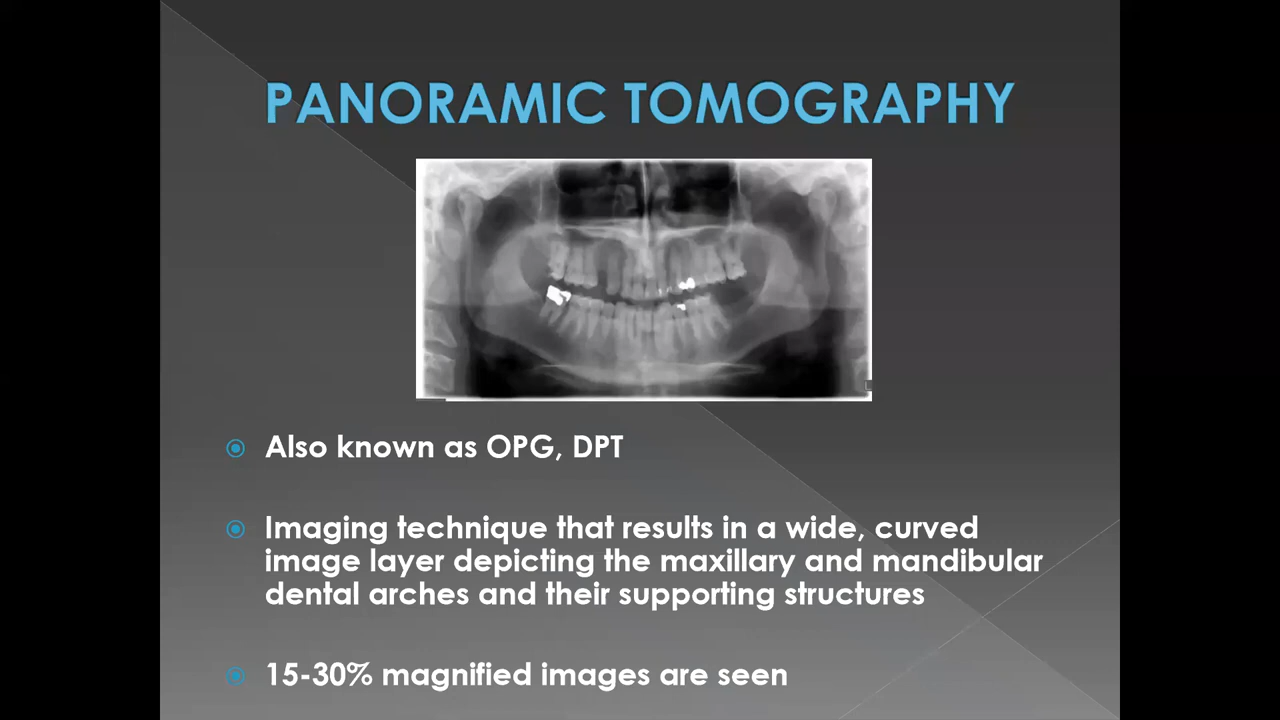 PANORAMIC TOMOGRAPHY
Also known as OPG, DPT
Imaging technique that results in a wide, curved
image layer depicting the maxillary and mandibular
dental arches and their supporting structures
15-30% magnified images are seen